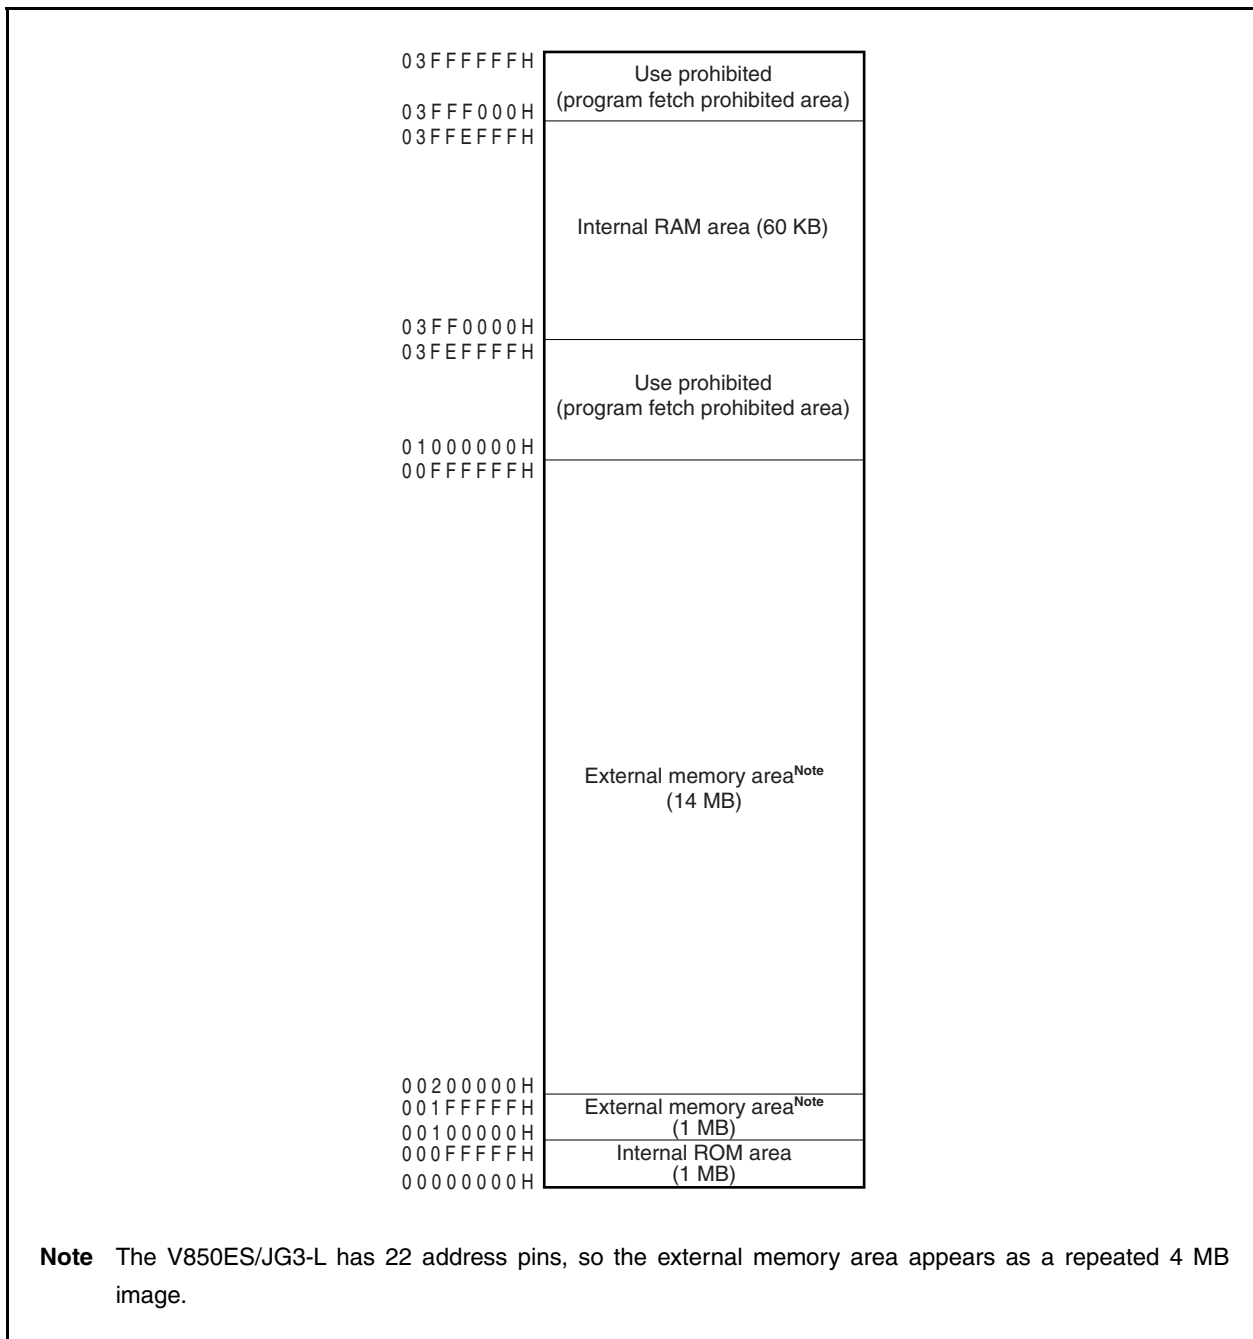 03FFFFFFH
Use prohibited
(program fetch prohibited area)
03FFF000H
03FFEFFFH
Internal RAM area (60 KB)
03FF0000H
03FEFFFFH
Use prohibited
(program fetch prohibited area)
01000000H
00FFFFFFH
External memory areaNote
(14 MB)
00200000H
001FFFFFH
External memory areaNote
(1 MB)
00100000H
000FFFFFH
Internal ROM area
(1 MB)
00000000H
Note The V850ES/JG3-L has 22 address pins, so the external memory area appears as a repeated 4 MB
image.